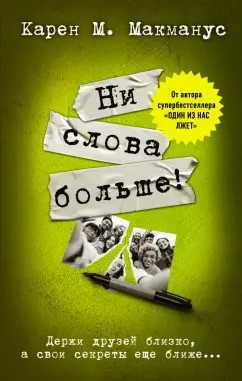 Карен М. Макманус
Ни
слова
больше!
От автора
супербестселлера
«ОДИН ИЗ НАС
ЛЖЕТ»
Держи друзей близко,
а свои секреты еще ближе...